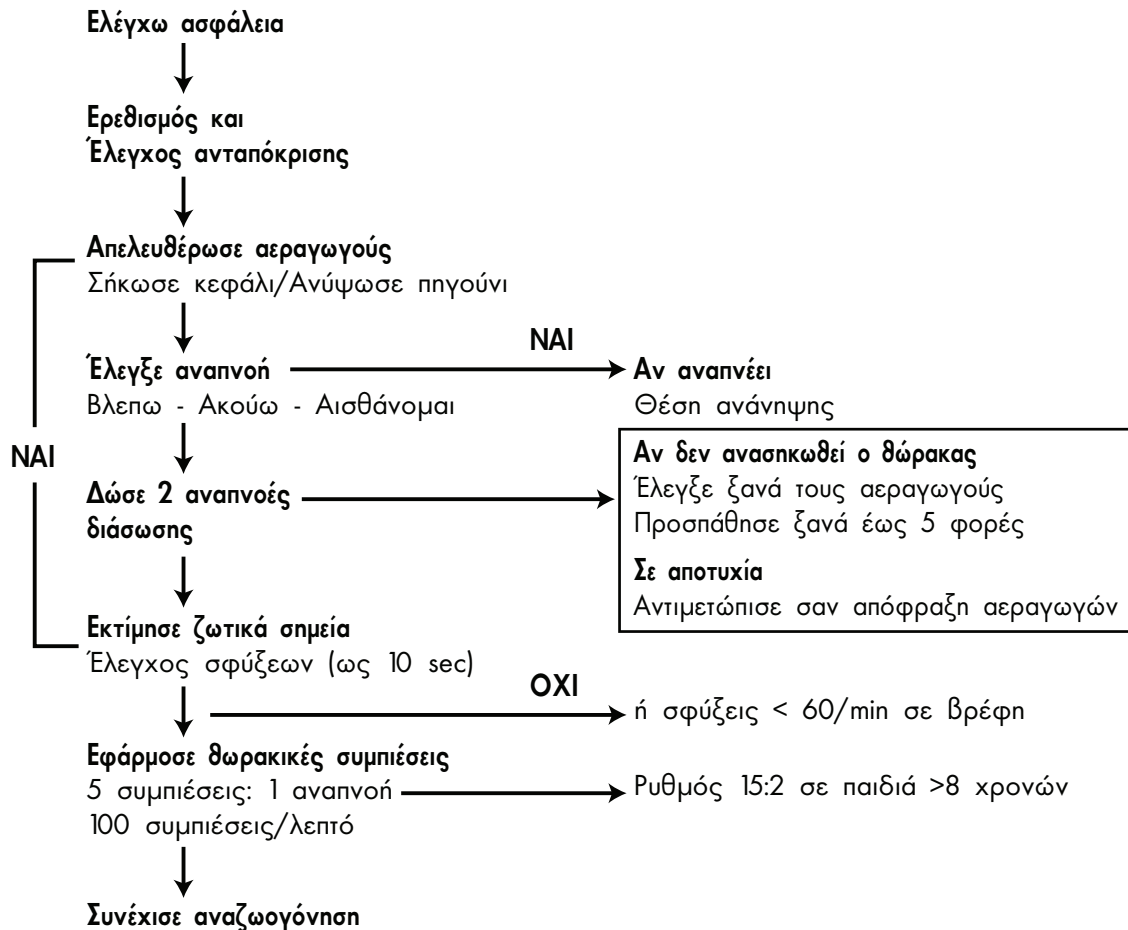 Ελέγχω ασφάλεια
Ερεθισμός και
Έλεγχος ανταπόκρισης
Απελευθέρωσε αεραγωγούς
Σήκωσε κεφάλι/Ανύψωσε πηγούνι
ΝΑΙ
Έλεγξε αναπνοή
Αν αναπνέει
Βλεπω - Ακούω - Αισθάνομαι
Θέση ανάνηψης
ΝΑΙ
Αν δεν ανασηκωθεί ο θώρακας
Δώσε 2 αναπνοές
διάσωσης
Έλεγξε ξανά τους αεραγωγούς
Προσπάθησε ξανά έως 5 φορές
Σε αποτυχία
Αντιμετώπισε σαν απόφραξη αεραγωγών
Εκτίμησε ζωτικά σημεία
Έλεγχος σφύξεων (ως 10 sec)
ΟΧΙ
ή σφύξεις < 60/min σε βρέφη
Εφάρμοσε θωρακικές συμπιέσεις
5 συμπιέσεις: 1 αναπνοή
Ρυθμός 15:2 σε παιδιά >8 χρονών
100 συμπιέσεις/λεπτό
Συνέχισε αναζωογόνηση